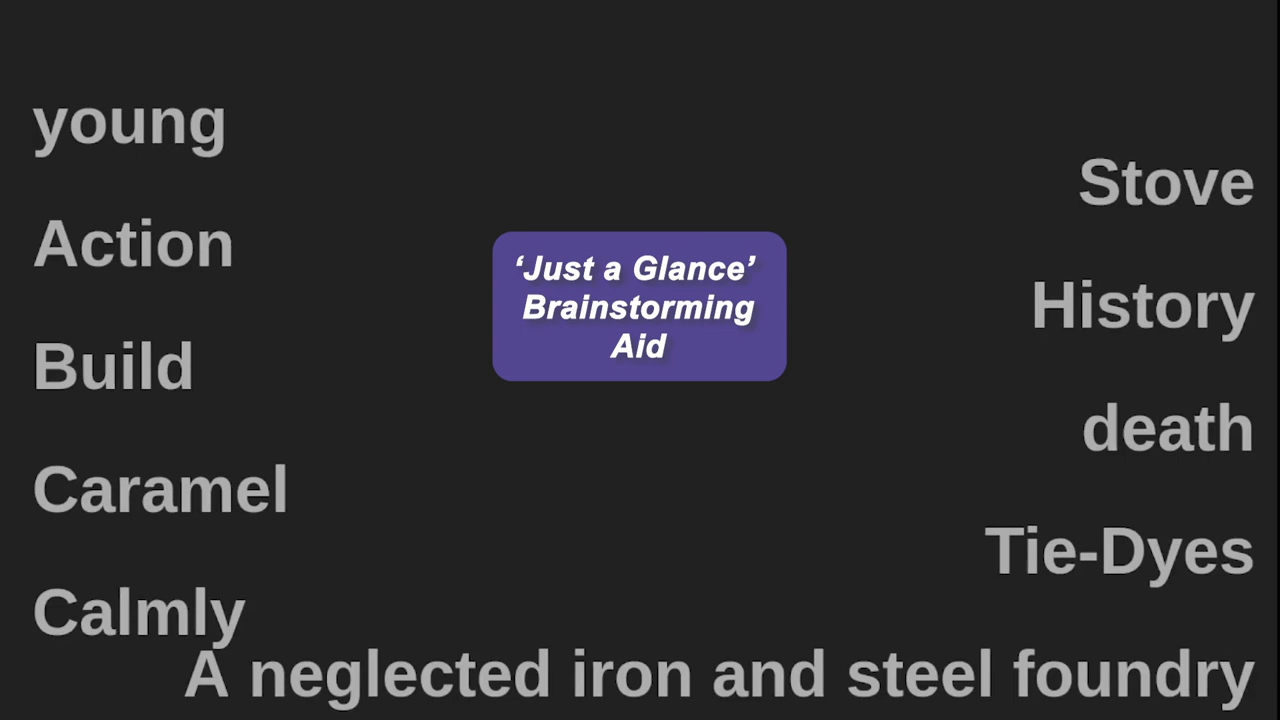 young
Stove
Action
‘Just a Glance’
Brainstorming
Aid
History
Build
death
Caramel
Tie-Dyes
Calmly
A neglected iron and steel foundry